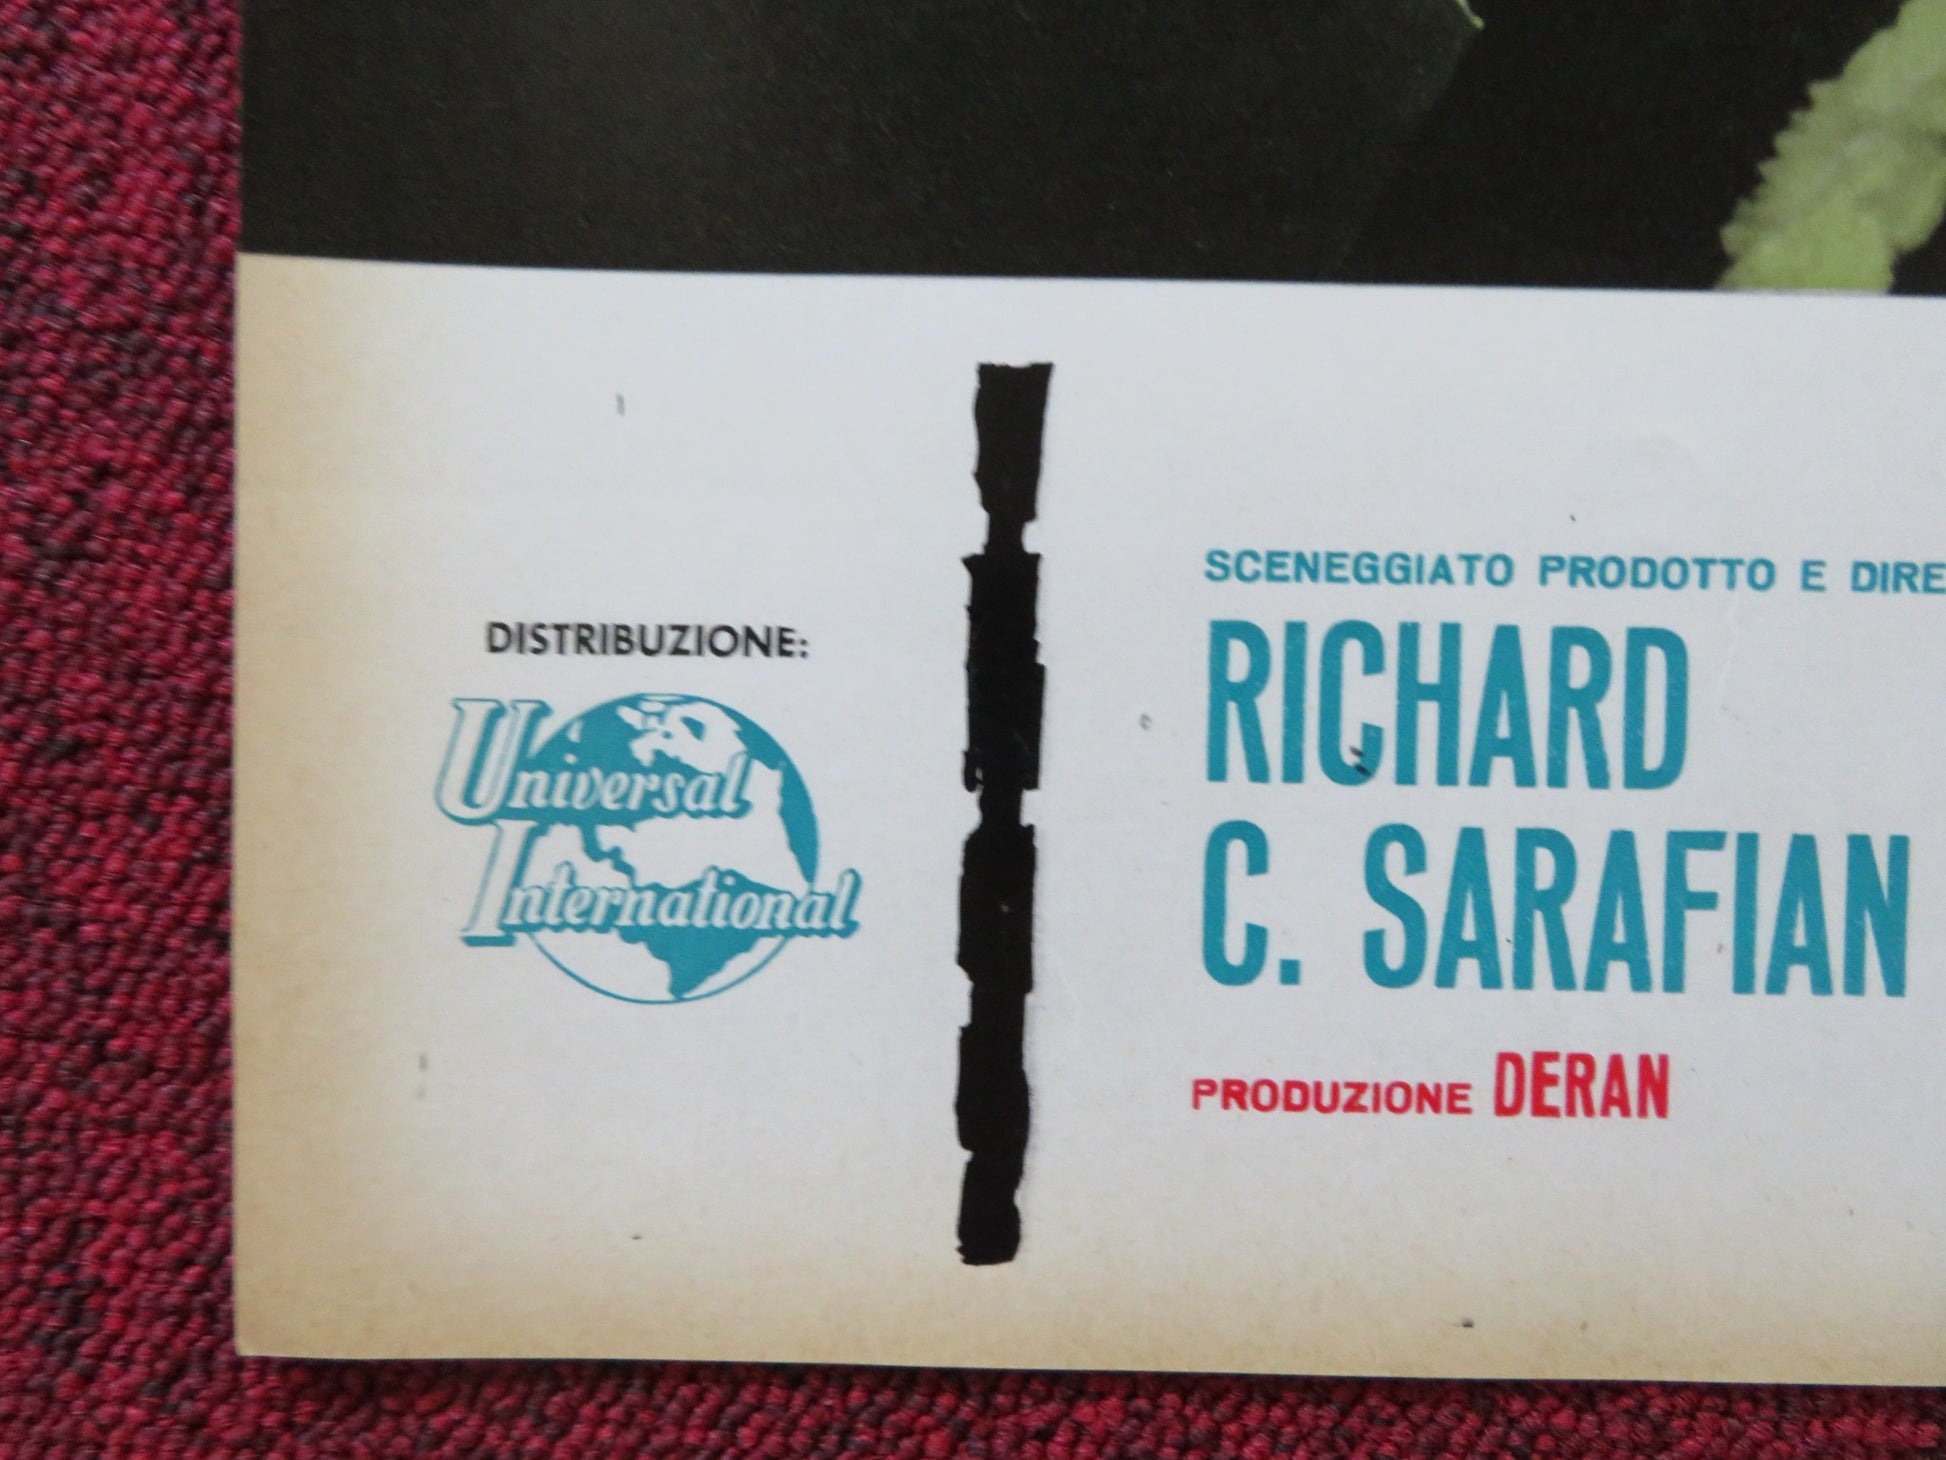 DISTRIBUZIONE:
Universal
International
SCENEGGIATO PRODOTTO E DIRE
RICHARD
C. SARAFIAN
PRODUZIONE DERAN